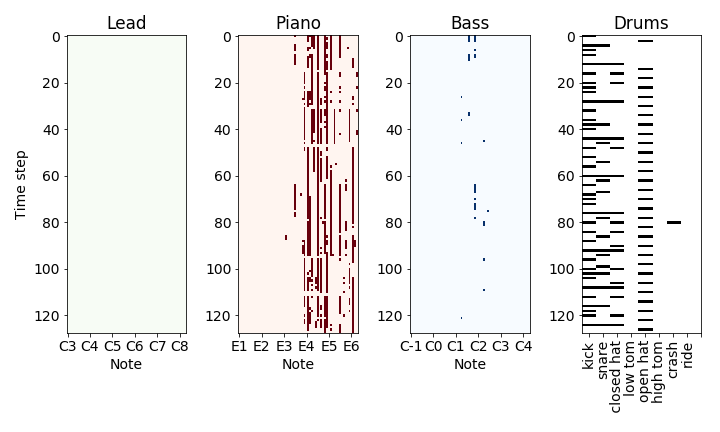 Lead
Piano
Bass
Drums
Time step
0
20
40
60
80
100
120
0
20
40
60
80
100
120
0
20
40
60
80
100
120
0
20
40
60
80
100
120
C3 C4 C5 C6 C7 C8
E1 E2 E3 E4 E5 E6
C-1 C0 C1 C2 C3 C4
kick
snare
closed hat
low tom
open hat
high tom
crash
ride
Note
Note
Note